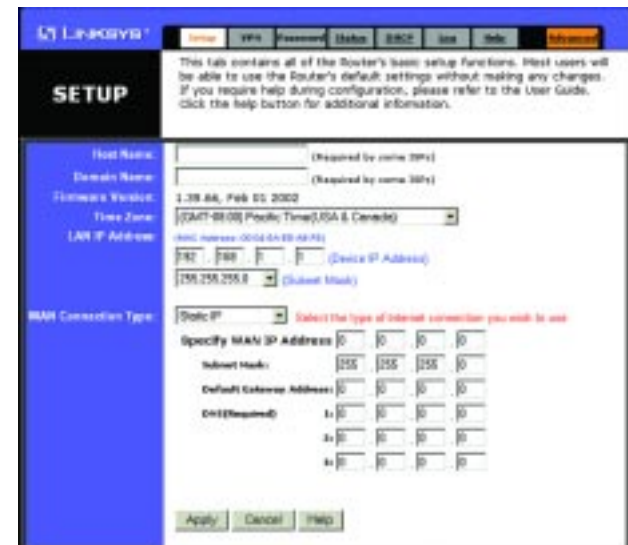 LINKSYS
Setup VPN Password Status DHCP Log Help Advanced
SETUP
This tab contains all of the Router's basic setup functions. Most users will
be able to use the Router's default settings without making any changes.
If you require help during configuration, please refer to the User Guide.
Click the help button for additional information.
Host Name: (Required by some ISPs)
Domain Name: (Required by some ISPs)
Firmware Version: 1.39.64, Feb 01 2002
Time Zone: (GMT-08:00) Pacific Time (USA & Canada)
LAN IP Address:
(MAC Address:
192 . 168 . 1 . 1 (Device IP Address)
255.255.255.0 (Subnet Mask)
WAN Connection Type: Static IP Select the type of Internet connection you wish to use
Specify WAN IP Address 0 . 0 . 0 . 0
Subnet Mask: 255 . 255 . 255 . 0
Default Gateway Address: 0 . 0 . 0 . 0
DNS(Required) 1: 0 . 0 . 0 . 0
2: 0 . 0 . 0 . 0
3: 0 . 0 . 0 . 0
Apply Cancel Help